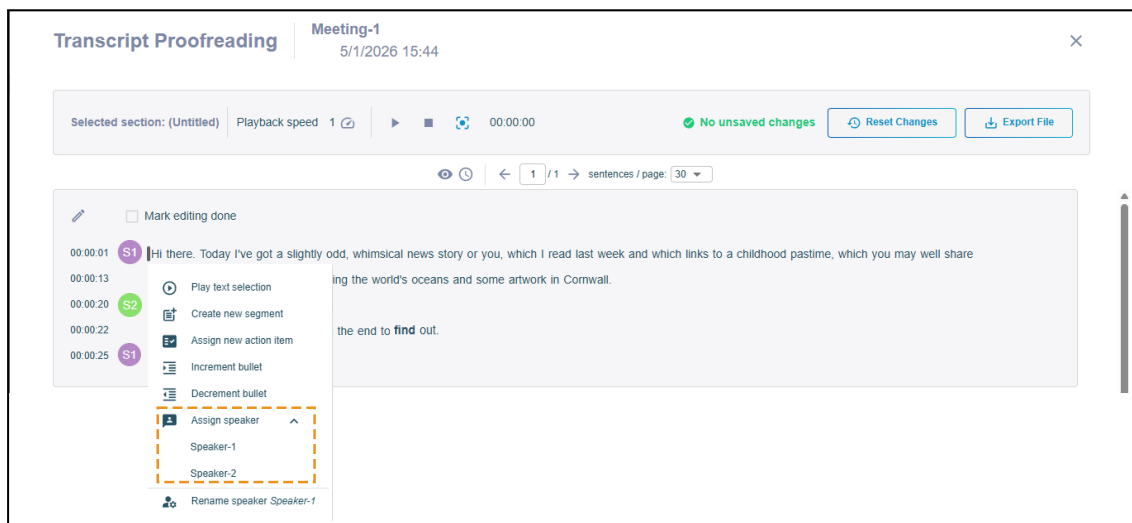 Transcript Proofreading
Meeting-1
5/1/2026 15:44
Selected section: (Untitled) Playback speed 1 00:00:00 No unsaved changes Reset Changes Export File
1 / 1 sentences / page: 30
Mark editing done
00:00:01 S1 Hi there. Today I've got a slightly odd, whimsical news story or you, which I read last week and which links to a childhood pastime, which you may well share
00:00:13 ing the world's oceans and some artwork in Cornwall.
Play text selection
00:00:20 S2
Create new segment
00:00:22 the end to find out.
Assign new action item
00:00:25 S1
Increment bullet
Decrement bullet
Assign speaker
Speaker-1
Speaker-2
Rename speaker Speaker-1